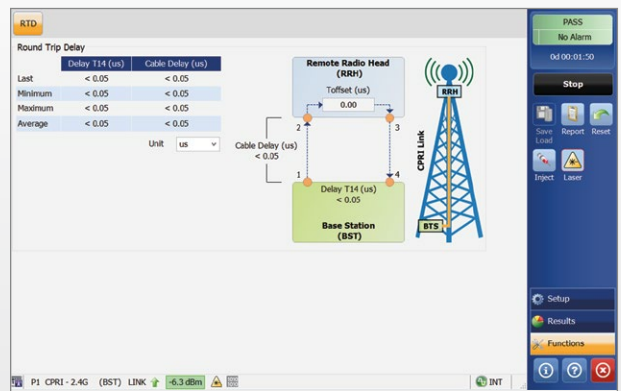 RTD
Round Trip Delay
Delay T14 (us) Cable Delay (us)
Last < 0.05 < 0.05
Minimum < 0.05 < 0.05
Maximum < 0.05 < 0.05
Average < 0.05 < 0.05
Unit us
Remote Radio Head
(RRH)
Toffset (us)
0.00
2 3
Cable Delay (us)
< 0.05
1 4
Delay T14 (us)
< 0.05
Base Station
(BST)
RRH
CPRI Link
BTS
PASS
No Alarm
0d 00:01:50
Stop
Save Report Reset
Load
Inject Laser
Setup
Results
Functions
P1 CPRI - 2.4G (BST) LINK -6.3 dBm INT